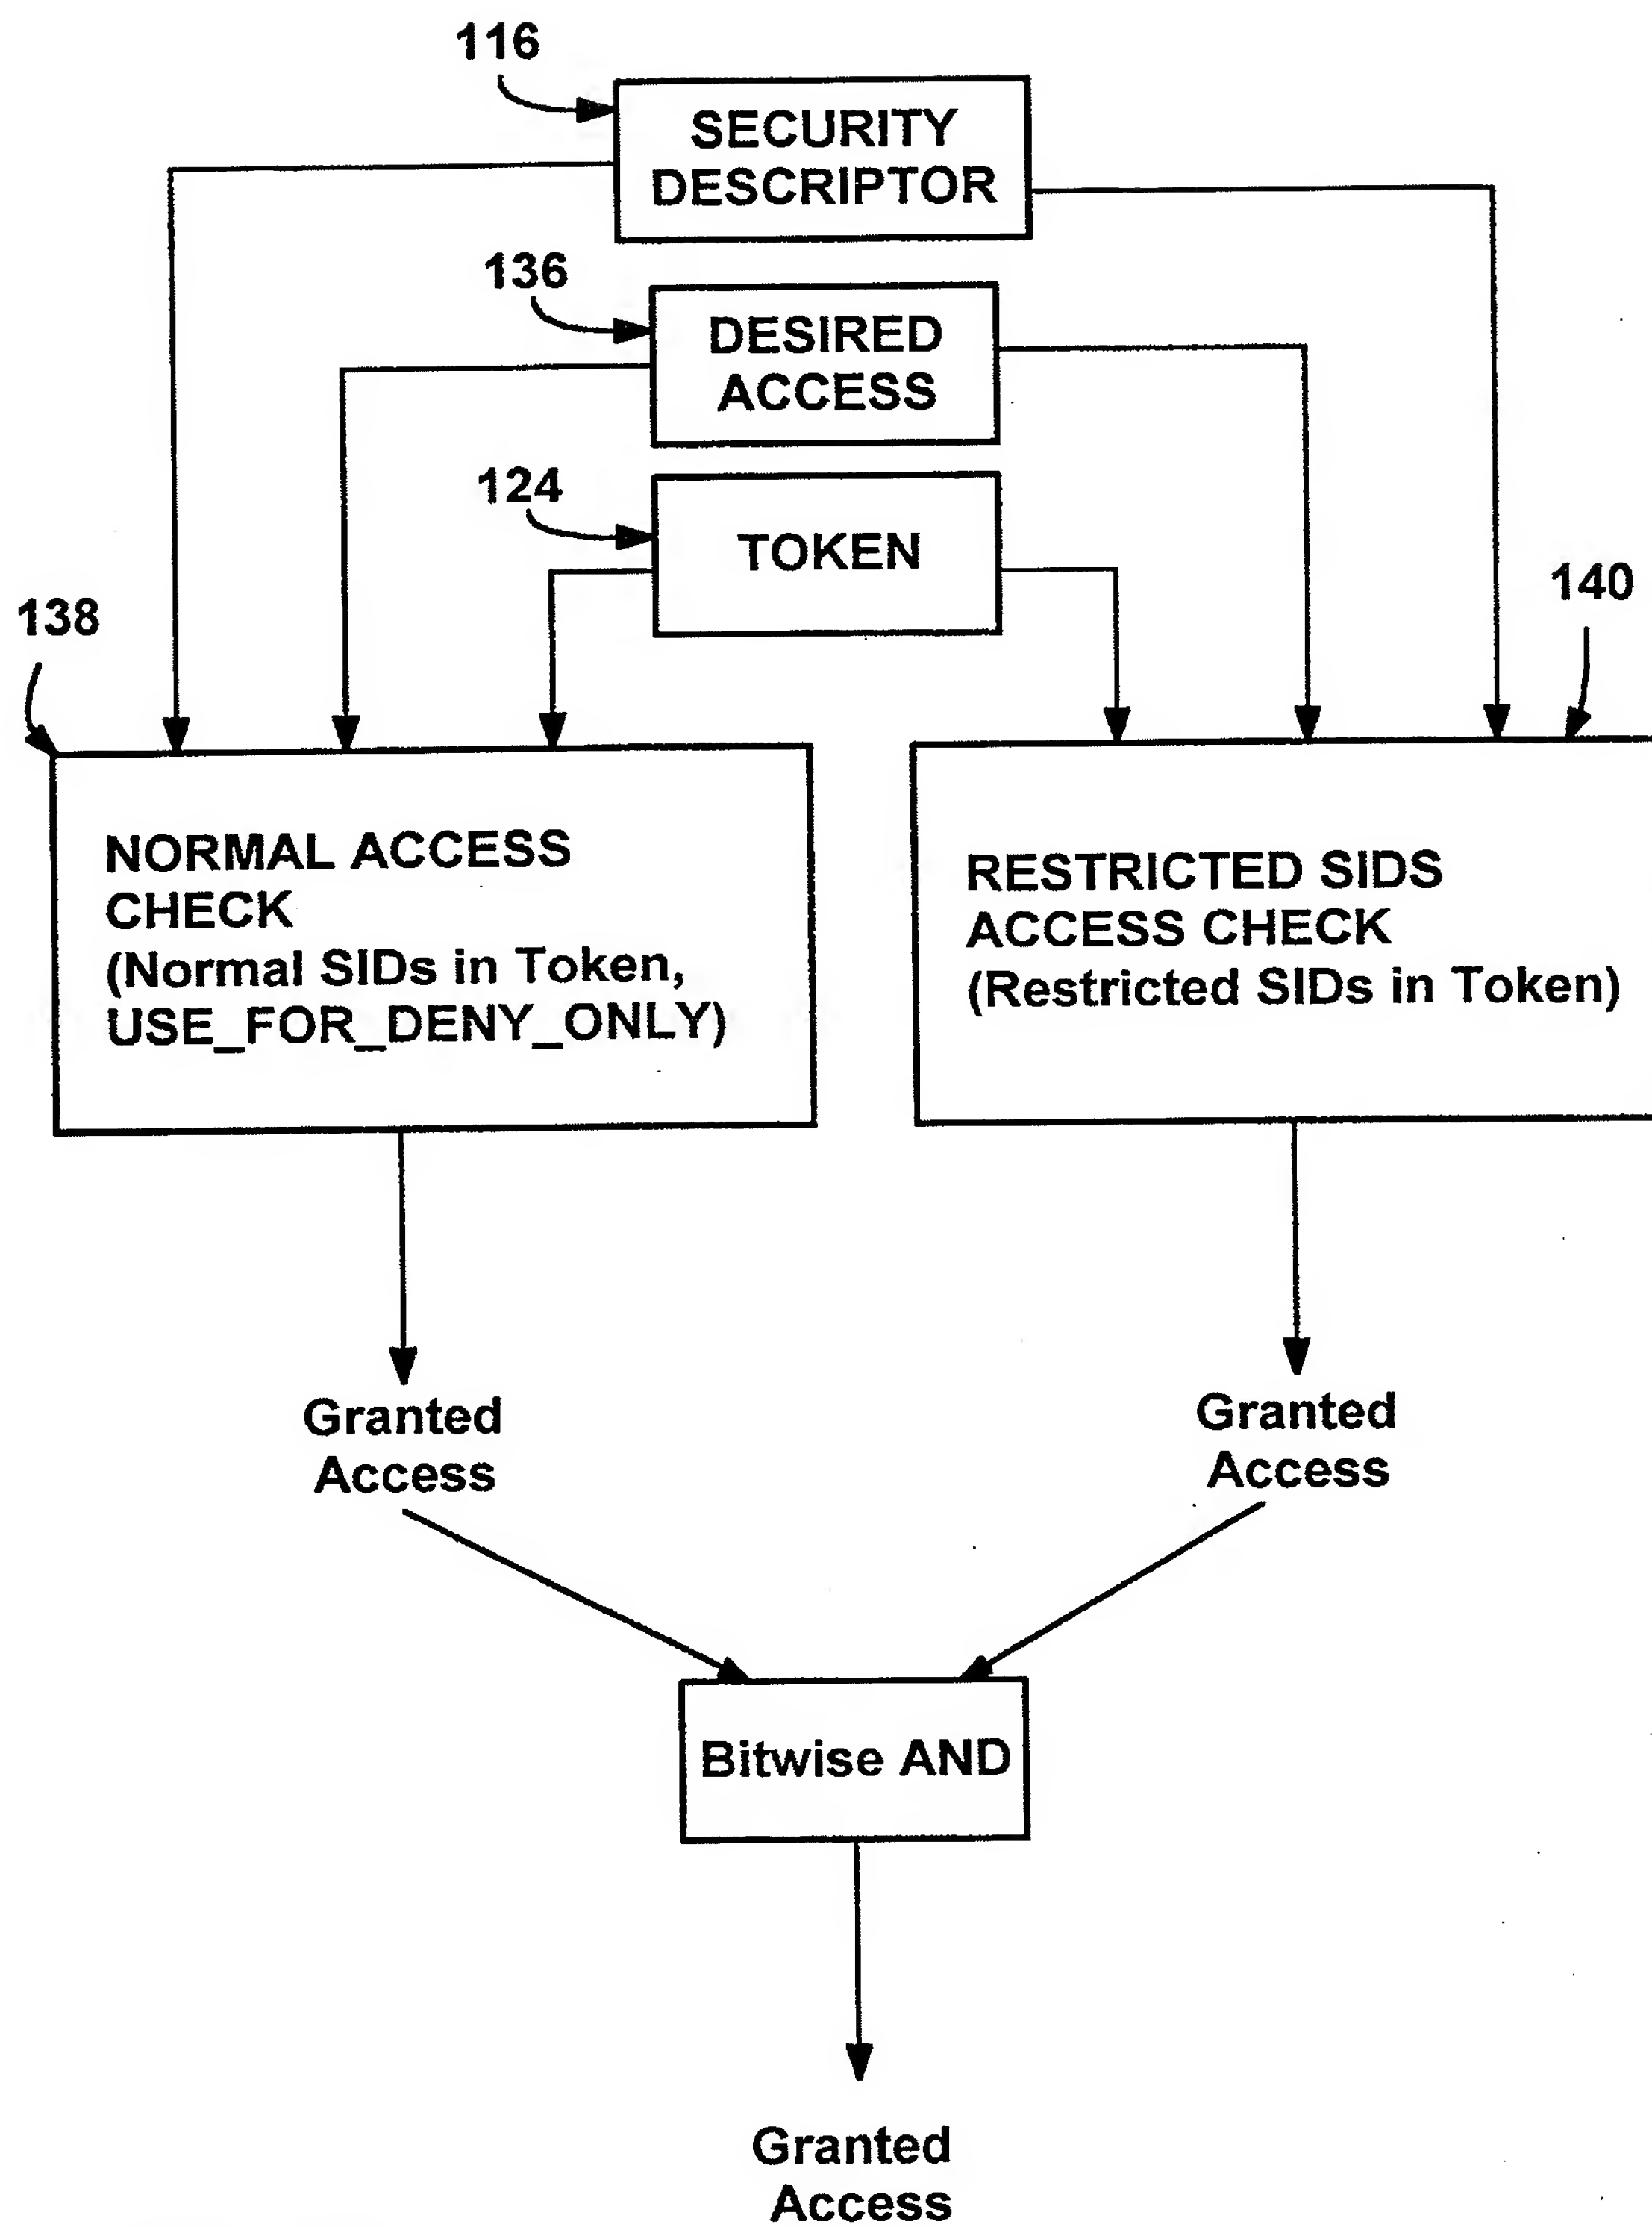 116
SECURITY
DESCRIPTOR
136
DESIRED
ACCESS
124
TOKEN
138
140
NORMAL ACCESS
CHECK
(Normal SIDs in Token,
USE_FOR_DENY_ONLY)
RESTRICTED SIDS
ACCESS CHECK
(Restricted SIDs in Token)
Granted
Access
Granted
Access
Bitwise AND
Granted
Access